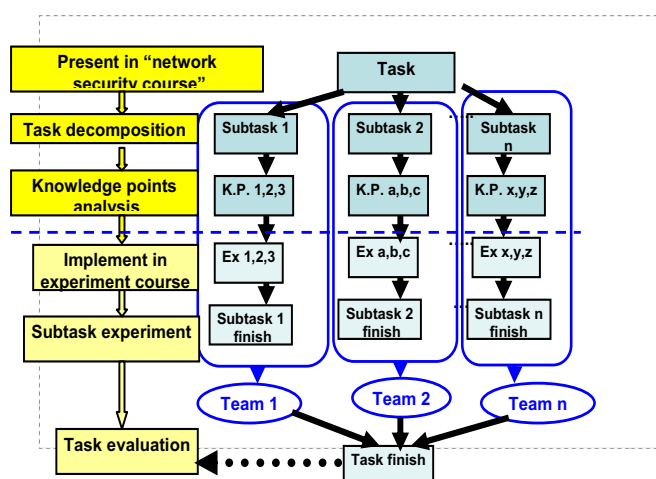 Present in “network
security course”
Task
Task decomposition
Subtask 1
Subtask 2
Subtask
n
Knowledge points
analysis
K.P. 1,2,3
K.P. a,b,c
K.P. x,y,z
Implement in
experiment course
Ex 1,2,3
Ex a,b,c
Ex x,y,z
Subtask experiment
Subtask 1
finish
Subtask 2
finish
Subtask n
finish
Team 1
Team 2
Team n
Task evaluation
Task finish